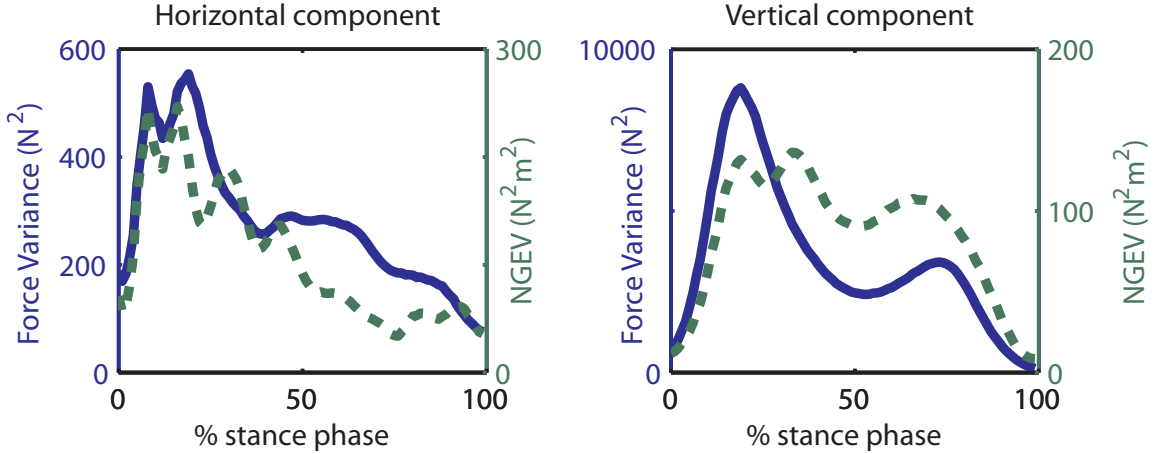 Horizontal component
600
400
200
0
Force Variance (N²)
300
0
NGEV (N²m²)
0
50
100
% stance phase
Vertical component
10000
0
Force Variance (N²)
200
100
0
NGEV (N²m²)
0
50
100
% stance phase